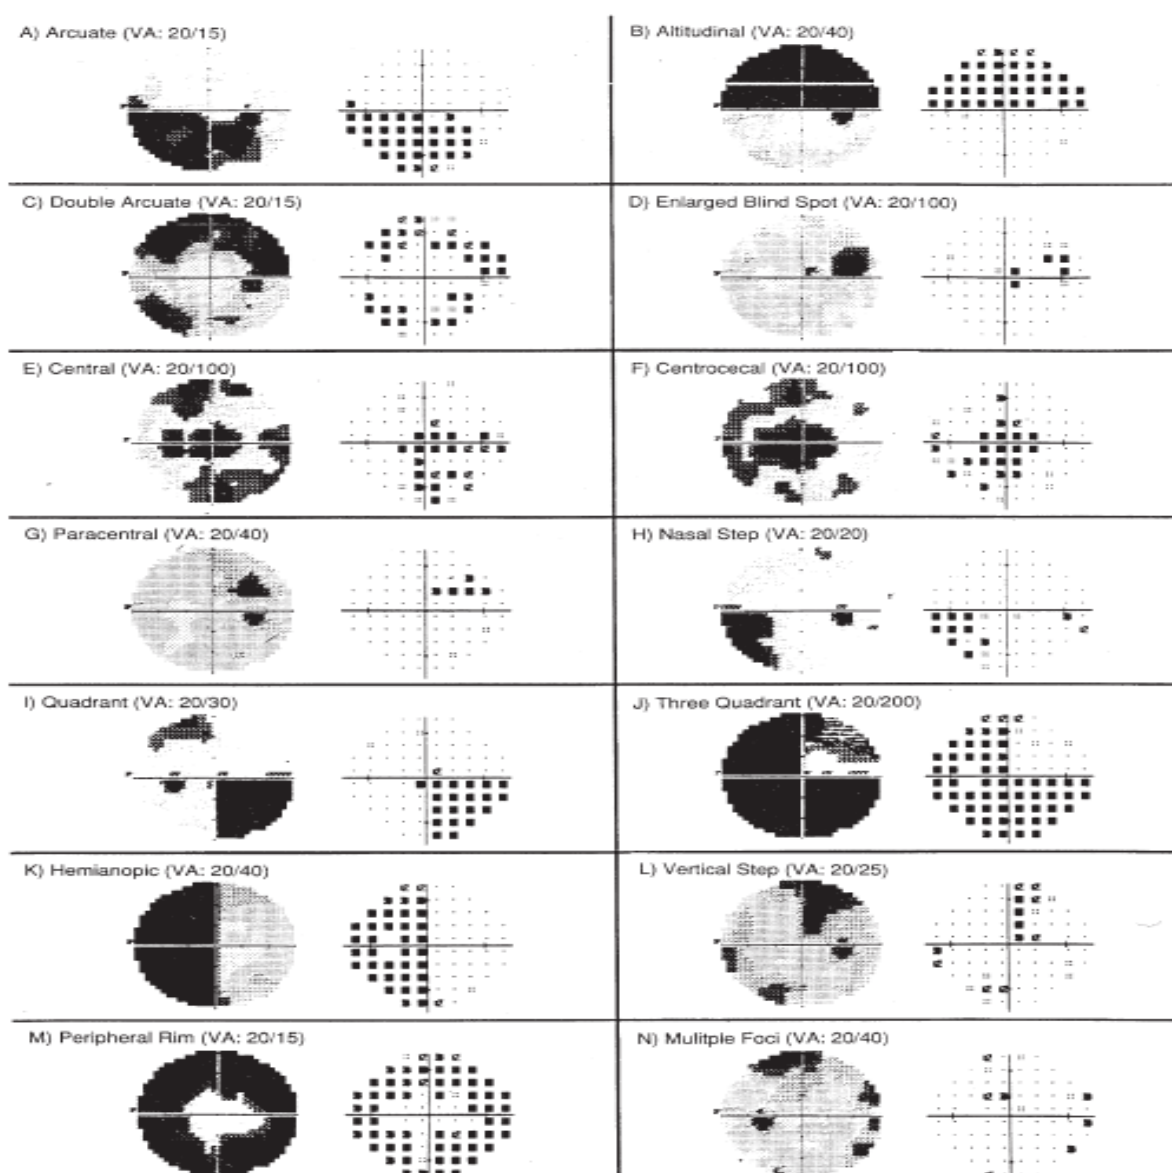 A) Arcuate (VA: 20/15)
B) Altitudinal (VA: 20/40)
C) Double Arcuate (VA: 20/15)
D) Enlarged Blind Spot (VA: 20/100)
E) Central (VA: 20/100)
F) Centrocecal (VA: 20/100)
G) Paracentral (VA: 20/40)
H) Nasal Step (VA: 20/20)
I) Quadrant (VA: 20/30)
J) Three Quadrant (VA: 20/200)
K) Hemianopic (VA: 20/40)
L) Vertical Step (VA: 20/25)
M) Peripheral Rim (VA: 20/15)
N) Mulitple Foci (VA: 20/40)